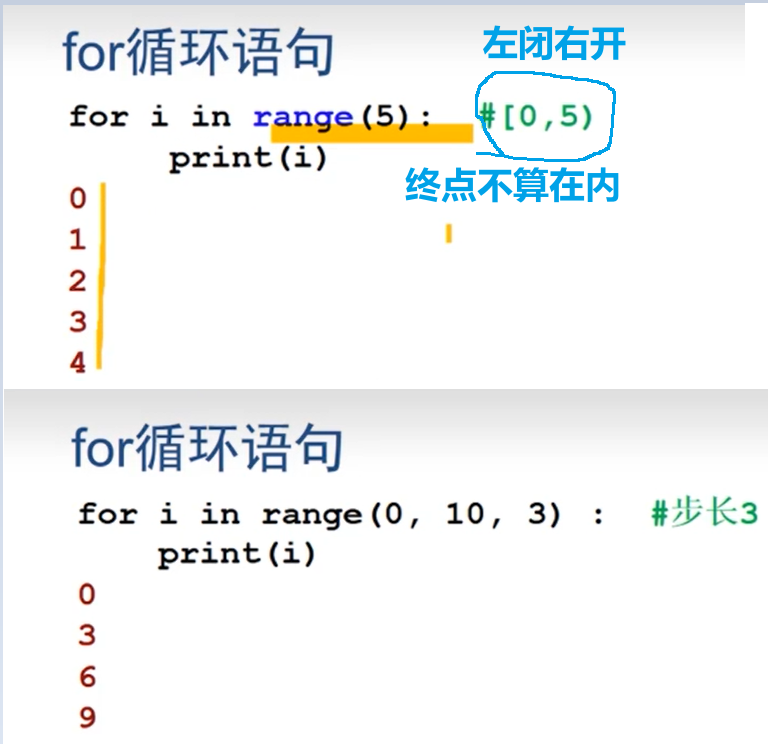 for循环语句
左闭右开
for i in range(5): #[0,5)
print(i)
终点不算在内
0
1
2
3
4
for循环语句
for i in range(0, 10, 3) : #步长3
print(i)
0
3
6
9